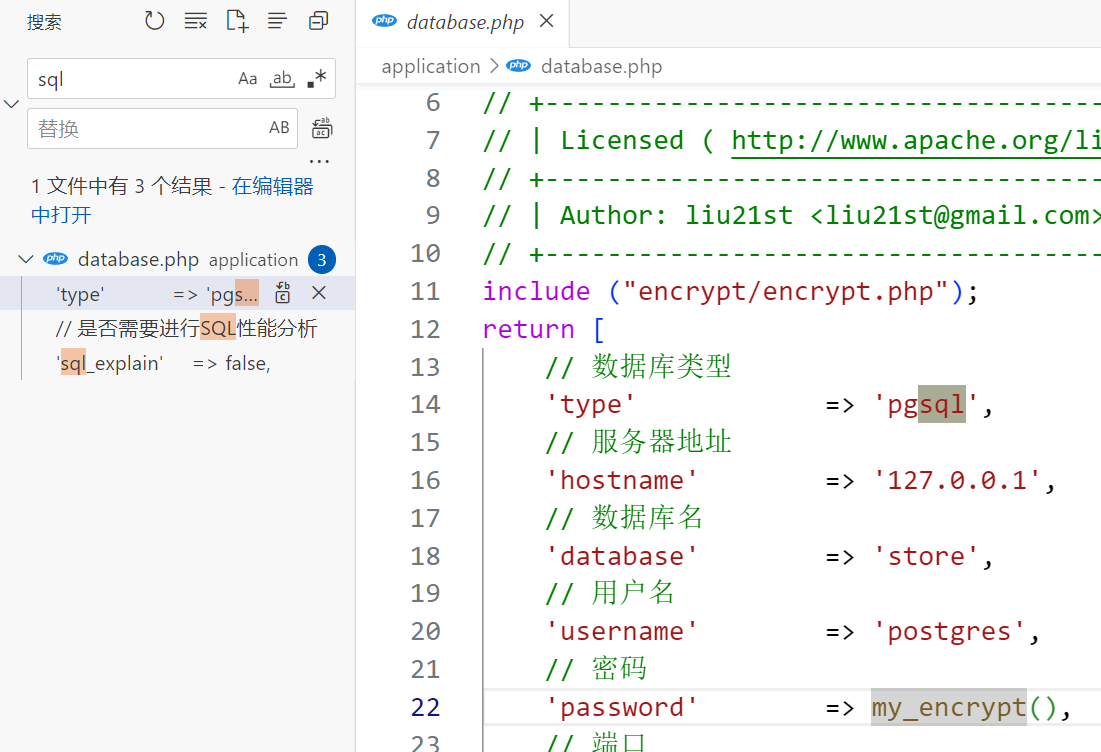 搜索
sql
Aa ab .*
替换
AB
...
1 文件中有 3 个结果 - 在编辑器
中打开
php database.php application 3
'type' => 'pgs...
// 是否需要进行SQL性能分析
'sql_explain' => false,
php database.php
application > php database.php
6 // +------------------------------------
7 // | Licensed ( http://www.apache.org/li
8 // +------------------------------------
9 // | Author: liu21st <liu21st@gmail.com>
10 // +------------------------------------
11 include ("encrypt/encrypt.php");
12 return [
13 // 数据库类型
14 'type' => 'pgsql',
15 // 服务器地址
16 'hostname' => '127.0.0.1',
17 // 数据库名
18 'database' => 'store',
19 // 用户名
20 'username' => 'postgres',
21 // 密码
22 'password' => my_encrypt(),
23 // 端口